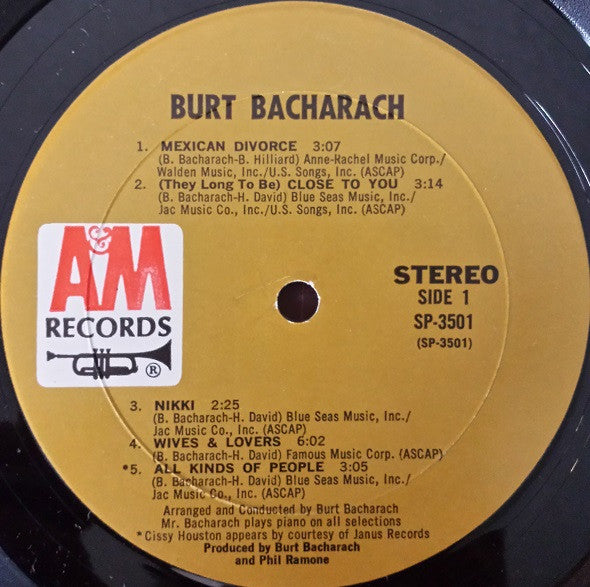 BURT BACHARACH
1. MEXICAN DIVORCE 3:07
(B. Bacharach-B. Hilliard) Anne-Rachel Music Corp./
Walden Music, Inc./U.S. Songs, Inc. (ASCAP)
2. (They Long To Be) CLOSE TO YOU 3:14
(B. Bacharach-H. David) Blue Seas Music, Inc./
Jac Music Co., Inc./U.S. Songs, Inc. (ASCAP)
A&M
RECORDS
®
STEREO
SIDE 1
SP-3501
(SP-3501)
3. NIKKI 2:25
(B. Bacharach-H. David) Blue Seas Music, Inc./
Jac Music Co., Inc. (ASCAP)
4. WIVES & LOVERS 6:02
(B. Bacharach-H. David) Famous Music Corp. (ASCAP)
*5. ALL KINDS OF PEOPLE 3:05
(B. Bacharach-H. David) Blue Seas Music, Inc./
Jac Music Co., Inc. (ASCAP)
Arranged and Conducted by Burt Bacharach
Mr. Bacharach plays piano on all selections
*Cissy Houston appears by courtesy of Janus Records
Produced by Burt Bacharach
and Phil Ramone